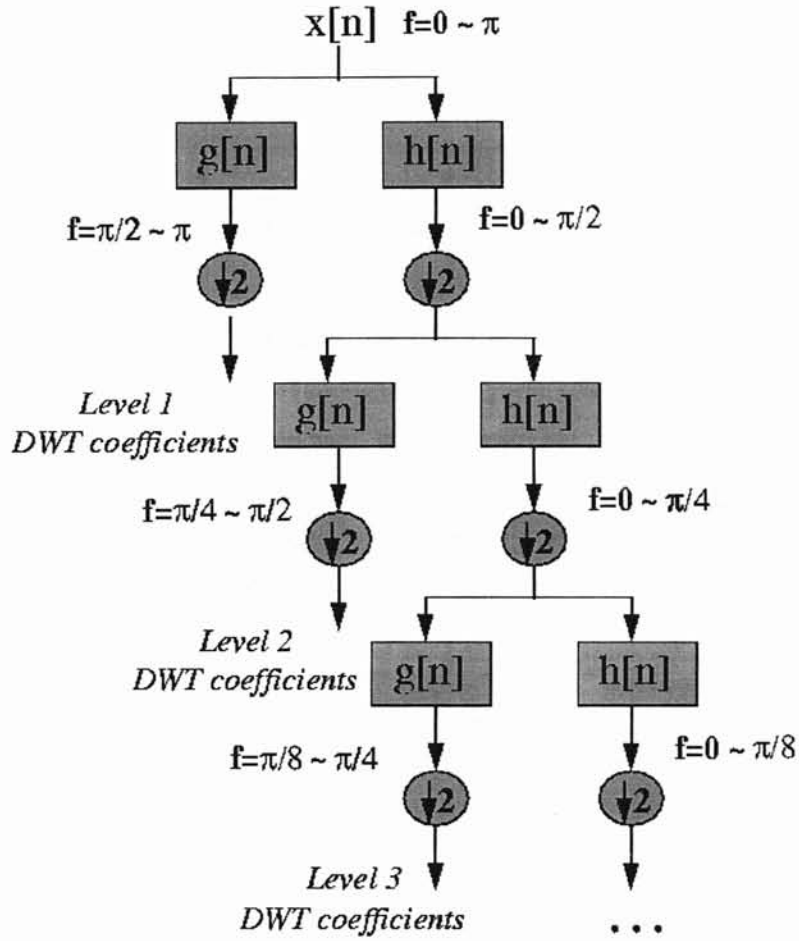 x[n] f=0 ~ π
g[n] h[n]
f=π/2 ~ π
f=0 ~ π/2
2 2
Level 1
DWT coefficients
g[n] h[n]
f=π/4 ~ π/2
f=0 ~ π/4
2 2
Level 2
DWT coefficients
g[n] h[n]
f=π/8 ~ π/4
f=0 ~ π/8
2 2
Level 3
DWT coefficients
...